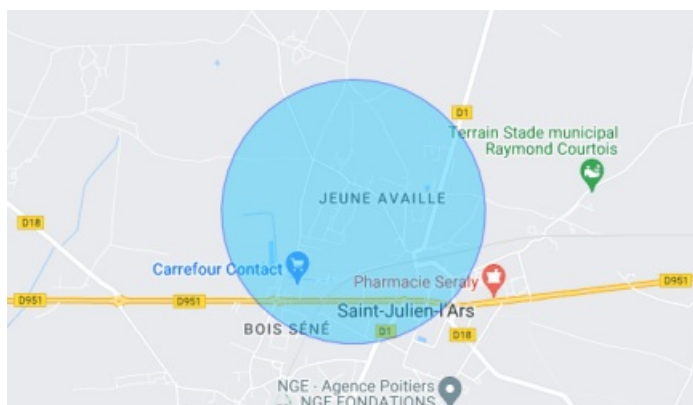 D1
Terrain Stade municipal
Raymond Courtois
JEUNE AVAILLE
D18
Carrefour Contact
Pharmacie Seraly
D951
D951
D951
Saint-Julien-l'Ars
BOIS SÉNÉ
D1
D18
NGE - Agence Poitiers
NGE FONDATIONS